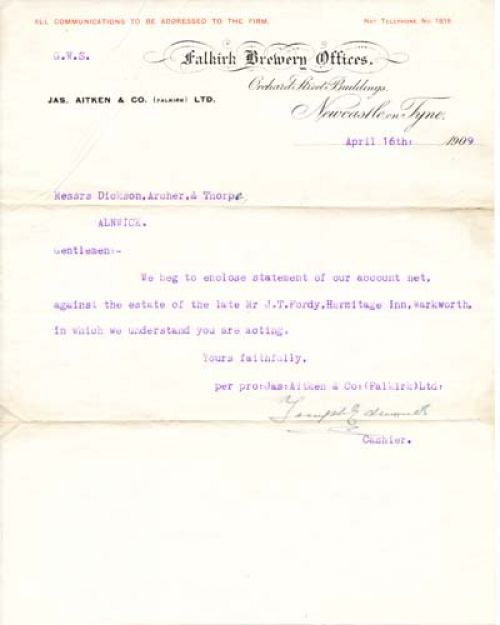 ALL COMMUNICATIONS TO BE ADDRESSED TO THE FIRM.
NAT TELEPHONE, No. 1819
G.W.S.
Falkirk Brewery Offices.
Orchard Street Buildings,
JAS. AITKEN & CO. (FALKIRK) LTD.
Newcastle on Tyne,
April 16th: 1909
Messrs Dickson,Archer,& Thorpe
ALNWICK.
Gentlemen:-
We beg to enclose statement of our account net,
against the estate of the late Mr J.T.Fordy,Hermitage Inn,Warkworth,
in which we understand you are acting.
Yours faithfully,
per pro:Jas:Aitken & Co:(Falkirk)Ltd:
Cashier.